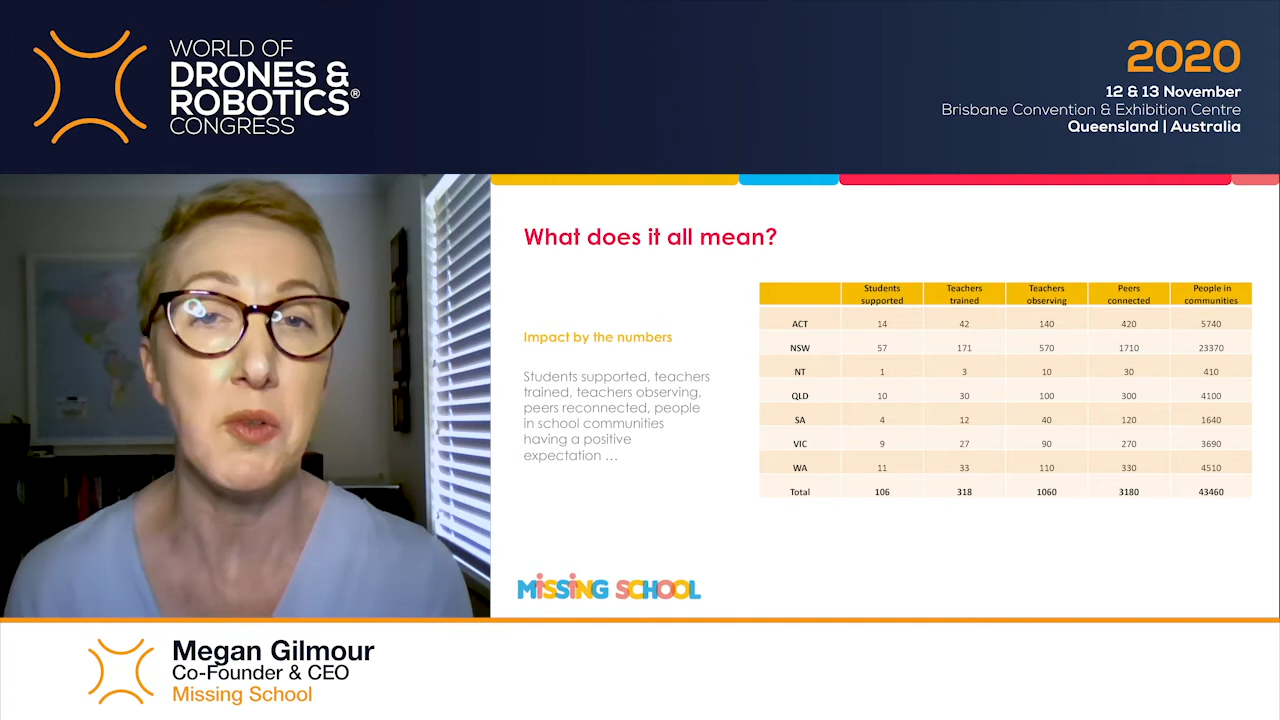 WORLD OF
DRONES &
ROBOTICS®
CONGRESS
2020
12 & 13 November
Brisbane Convention & Exhibition Centre
Queensland | Australia
What does it all mean?
Impact by the numbers
Students supported, teachers
trained, teachers observing,
peers reconnected, people
in school communities
having a positive
expectation …
Students supported Teachers trained Teachers observing Peers connected People in communities
ACT 14 42 140 420 5740
NSW 57 171 570 1710 23370
NT 1 3 10 30 410
QLD 10 30 100 300 4100
SA 4 12 40 120 1640
VIC 9 27 90 270 3690
WA 11 33 110 330 4510
Total 106 318 1060 3180 43460
MiSSiNG SCHOOL
Megan Gilmour
Co-Founder & CEO
Missing School